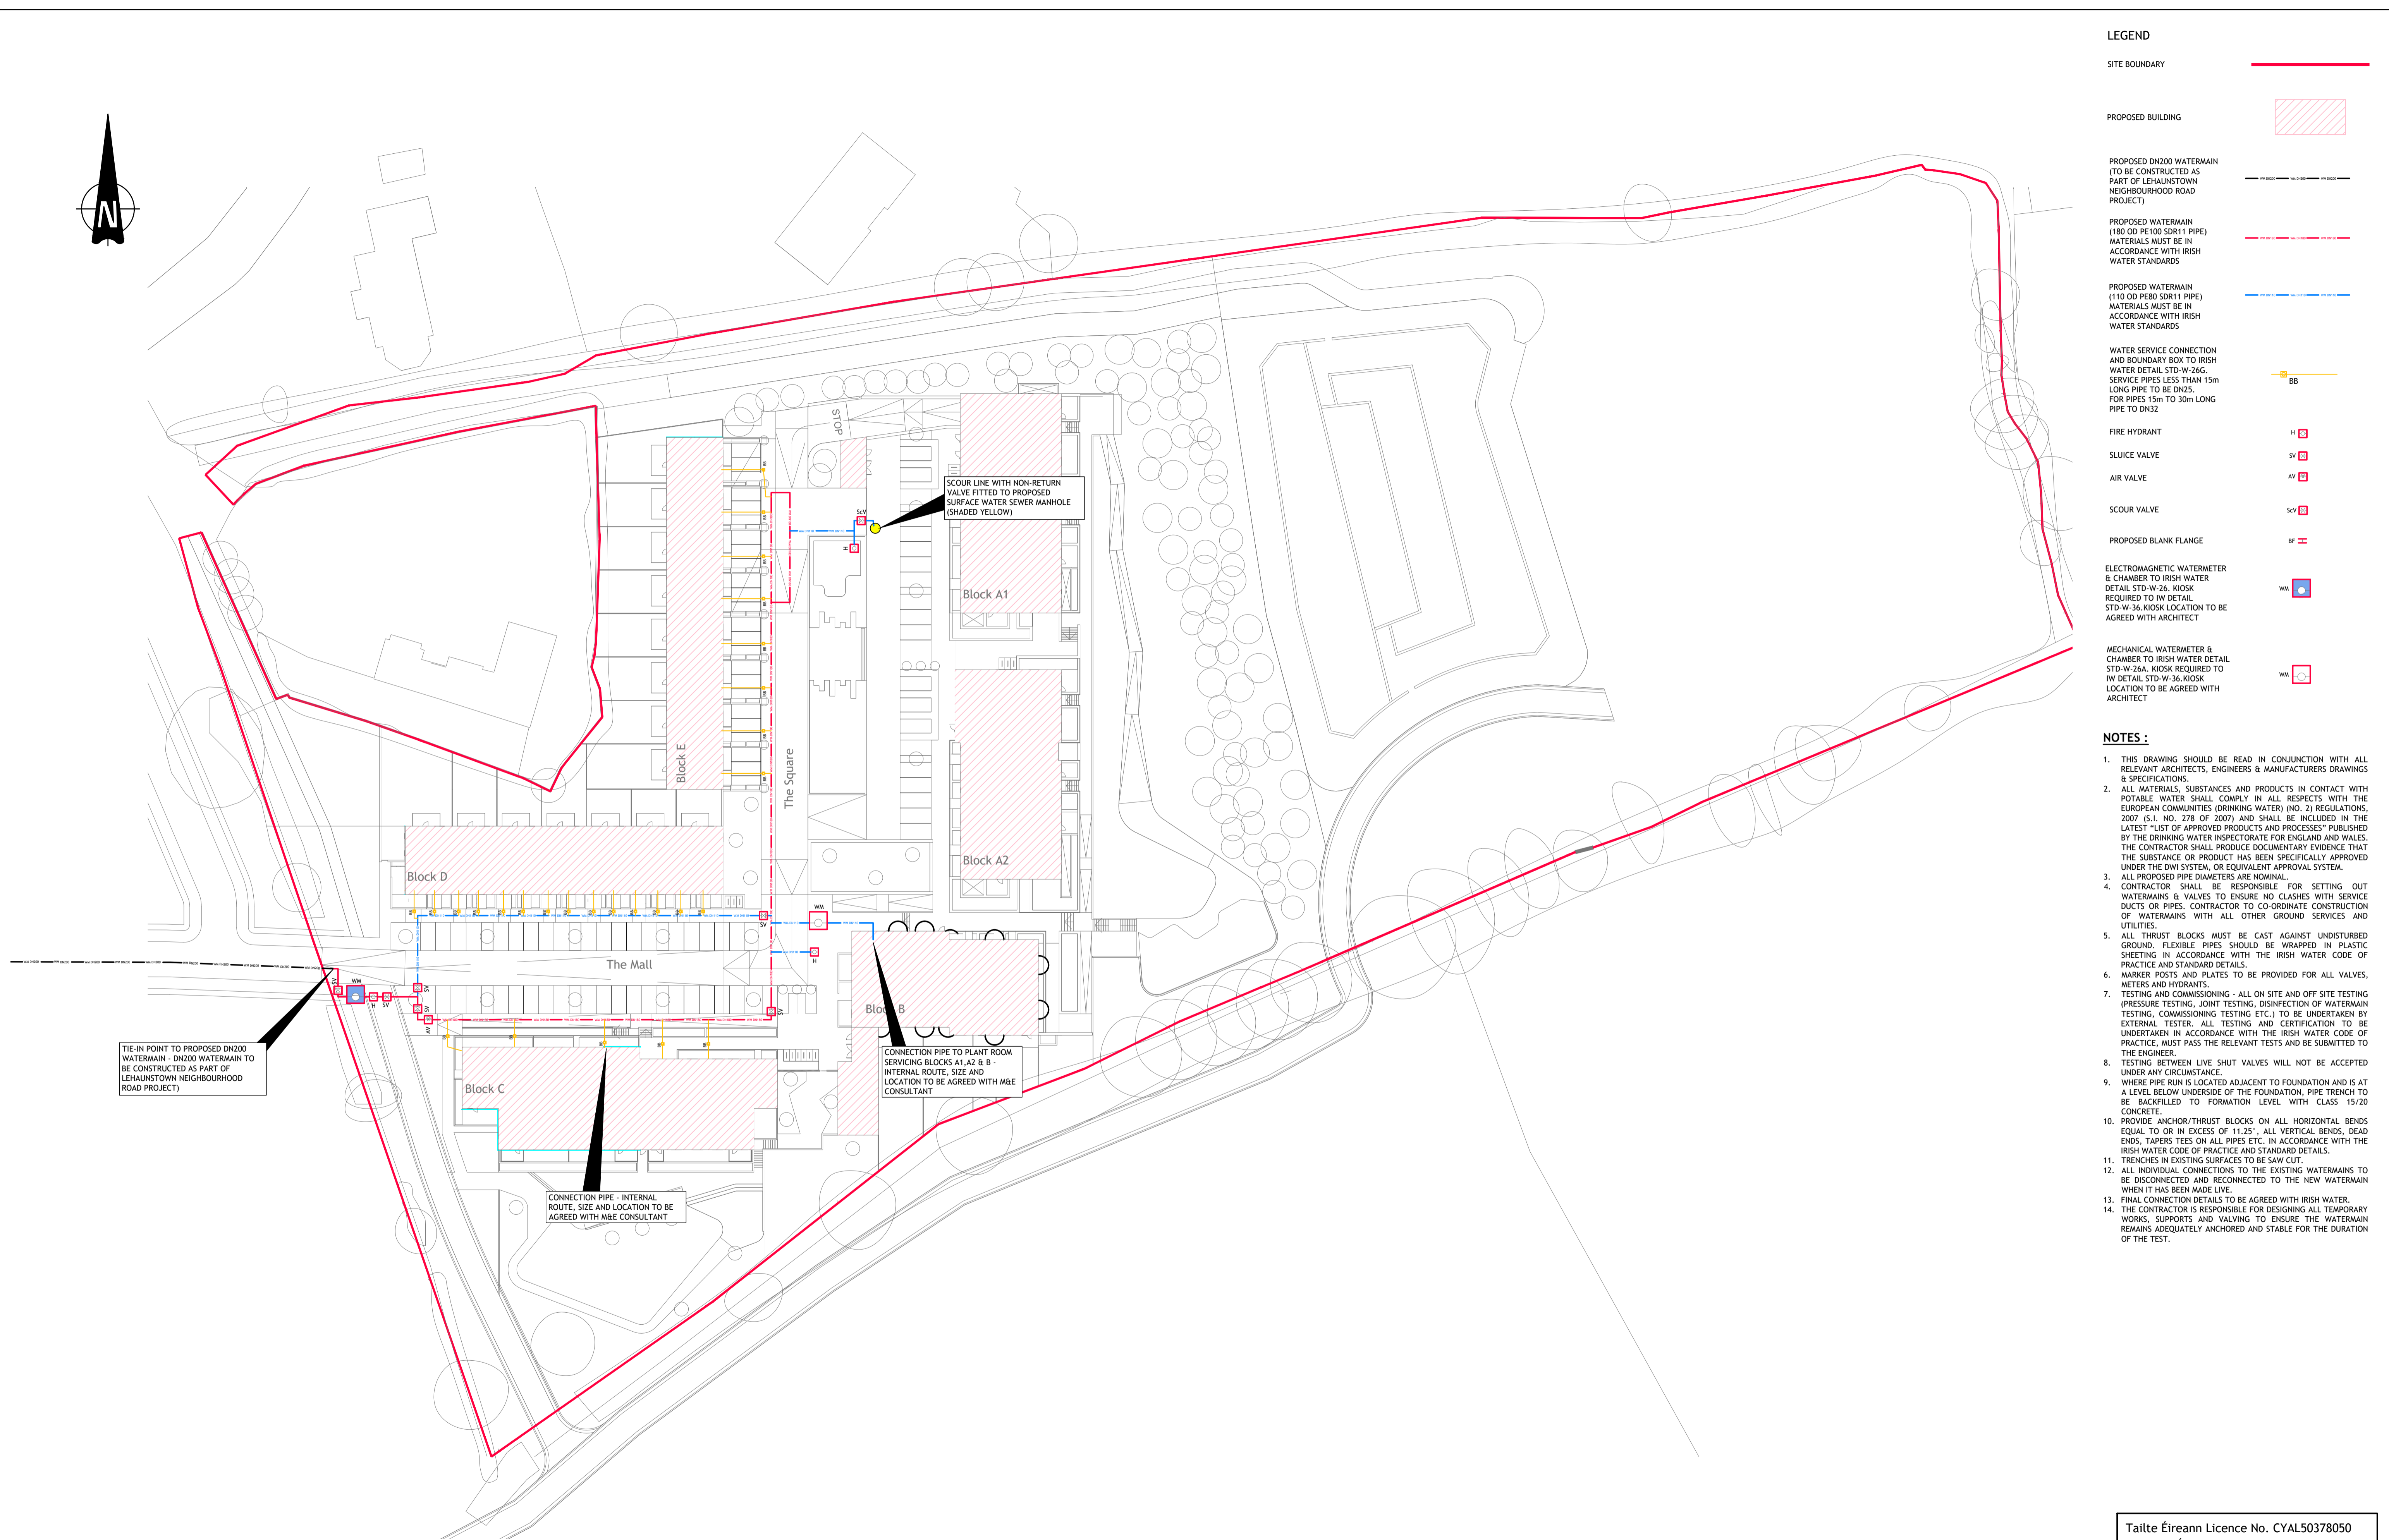 LEGEND
SITE BOUNDARY
PROPOSED BUILDING
PROPOSED DN200 WATERMAIN
(TO BE CONSTRUCTED AS
PART OF LEHAUNSTOWN
NEIGHBOURHOOD ROAD
PROJECT)
PROPOSED WATERMAIN
(180 OD PE100 SDR11 PIPE)
MATERIALS MUST BE IN
ACCORDANCE WITH IRISH
WATER STANDARDS
PROPOSED WATERMAIN
(110 OD PE80 SDR11 PIPE)
MATERIALS MUST BE IN
ACCORDANCE WITH IRISH
WATER STANDARDS
WATER SERVICE CONNECTION
AND BOUNDARY BOX TO IRISH
WATER DETAIL STD-W-26G.
SERVICE PIPES LESS THAN 15m
LONG PIPE TO BE DN25.
FOR PIPES 15m TO 30m LONG
PIPE TO DN32
BB
FIRE HYDRANT
H
SLUICE VALVE
SV
AIR VALVE
AV
SCOUR VALVE
ScV
PROPOSED BLANK FLANGE
BF
ELECTROMAGNETIC WATERMETER
& CHAMBER TO IRISH WATER
DETAIL STD-W-26. KIOSK
REQUIRED TO IW DETAIL
STD-W-36.KIOSK LOCATION TO BE
AGREED WITH ARCHITECT
WM
MECHANICAL WATERMETER &
CHAMBER TO IRISH WATER DETAIL
STD-W-26A. KIOSK REQUIRED TO
IW DETAIL STD-W-36.KIOSK
LOCATION TO BE AGREED WITH
ARCHITECT
WM
NOTES :
1. THIS DRAWING SHOULD BE READ IN CONJUNCTION WITH ALL
RELEVANT ARCHITECTS, ENGINEERS & MANUFACTURERS DRAWINGS
& SPECIFICATIONS.
2. ALL MATERIALS, SUBSTANCES AND PRODUCTS IN CONTACT WITH
POTABLE WATER SHALL COMPLY IN ALL RESPECTS WITH THE
EUROPEAN COMMUNITIES (DRINKING WATER) (NO. 2) REGULATIONS,
2007 (S.I. NO. 278 OF 2007) AND SHALL BE INCLUDED IN THE
LATEST “LIST OF APPROVED PRODUCTS AND PROCESSES” PUBLISHED
BY THE DRINKING WATER INSPECTORATE FOR ENGLAND AND WALES.
THE CONTRACTOR SHALL PRODUCE DOCUMENTARY EVIDENCE THAT
THE SUBSTANCE OR PRODUCT HAS BEEN SPECIFICALLY APPROVED
UNDER THE DWI SYSTEM, OR EQUIVALENT APPROVAL SYSTEM.
3. ALL PROPOSED PIPE DIAMETERS ARE NOMINAL.
4. CONTRACTOR SHALL BE RESPONSIBLE FOR SETTING OUT
WATERMAINS & VALVES TO ENSURE NO CLASHES WITH SERVICE
DUCTS OR PIPES. CONTRACTOR TO CO-ORDINATE CONSTRUCTION
OF WATERMAINS WITH ALL OTHER GROUND SERVICES AND
UTILITIES.
5. ALL THRUST BLOCKS MUST BE CAST AGAINST UNDISTURBED
GROUND. FLEXIBLE PIPES SHOULD BE WRAPPED IN PLASTIC
SHEETING IN ACCORDANCE WITH THE IRISH WATER CODE OF
PRACTICE AND STANDARD DETAILS.
6. MARKER POSTS AND PLATES TO BE PROVIDED FOR ALL VALVES,
METERS AND HYDRANTS.
7. TESTING AND COMMISSIONING - ALL ON SITE AND OFF SITE TESTING
(PRESSURE TESTING, JOINT TESTING, DISINFECTION OF WATERMAIN
TESTING, COMMISSIONING TESTING ETC.) TO BE UNDERTAKEN BY
EXTERNAL TESTER. ALL TESTING AND CERTIFICATION TO BE
UNDERTAKEN IN ACCORDANCE WITH THE IRISH WATER CODE OF
PRACTICE, MUST PASS THE RELEVANT TESTS AND BE SUBMITTED TO
THE ENGINEER.
8. TESTING BETWEEN LIVE SHUT VALVES WILL NOT BE ACCEPTED
UNDER ANY CIRCUMSTANCE.
9. WHERE PIPE RUN IS LOCATED ADJACENT TO FOUNDATION AND IS AT
A LEVEL BELOW UNDERSIDE OF THE FOUNDATION, PIPE TRENCH TO
BE BACKFILLED TO FORMATION LEVEL WITH CLASS 15/20
CONCRETE.
10. PROVIDE ANCHOR/THRUST BLOCKS ON ALL HORIZONTAL BENDS
EQUAL TO OR IN EXCESS OF 11.25°, ALL VERTICAL BENDS, DEAD
ENDS, TAPERS TEES ON ALL PIPES ETC. IN ACCORDANCE WITH THE
IRISH WATER CODE OF PRACTICE AND STANDARD DETAILS.
11. TRENCHES IN EXISTING SURFACES TO BE SAW CUT.
12. ALL INDIVIDUAL CONNECTIONS TO THE EXISTING WATERMAINS TO
BE DISCONNECTED AND RECONNECTED TO THE NEW WATERMAIN
WHEN IT HAS BEEN MADE LIVE.
13. FINAL CONNECTION DETAILS TO BE AGREED WITH IRISH WATER.
14. THE CONTRACTOR IS RESPONSIBLE FOR DESIGNING ALL TEMPORARY
WORKS, SUPPORTS AND VALVING TO ENSURE THE WATERMAIN
REMAINS ADEQUATELY ANCHORED AND STABLE FOR THE DURATION
OF THE TEST.
Tailte Éireann Licence No. CYAL50378050
N
STOP
SCOUR LINE WITH NON-RETURN
VALVE FITTED TO PROPOSED
SURFACE WATER SEWER MANHOLE
(SHADED YELLOW)
ScV
H
Block A1
Block E
The Square
Block A2
Block D
WM
SV
H
The Mall
SV
WM
H
SV
SV
SV
AV
SV
Block B
Block C
TIE-IN POINT TO PROPOSED DN200
WATERMAIN - DN200 WATERMAIN TO
BE CONSTRUCTED AS PART OF
LEHAUNSTOWN NEIGHBOURHOOD
ROAD PROJECT)
CONNECTION PIPE TO PLANT ROOM
SERVICING BLOCKS A1,A2 & B -
INTERNAL ROUTE, SIZE AND
LOCATION TO BE AGREED WITH M&E
CONSULTANT
CONNECTION PIPE - INTERNAL
ROUTE, SIZE AND LOCATION TO BE
AGREED WITH M&E CONSULTANT